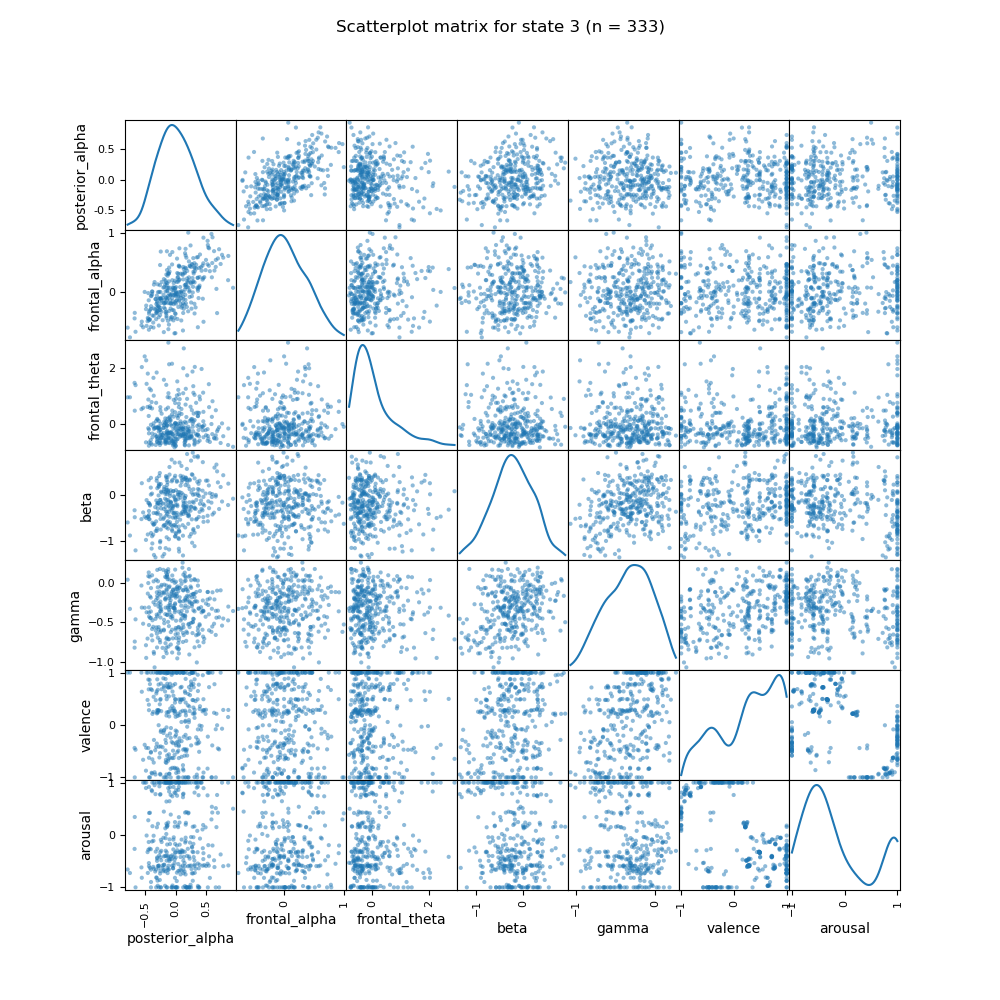 Scatterplot matrix for state 3 (n = 333)
posterior_alpha
0.5
0.0
-0.5
frontal_alpha
1
0
frontal_theta
2
0
beta
0
−1
gamma
0.0
−0.5
−1.0
valence
1
0
−1
arousal
1
0
−1
−0.5 0.0 0.5
posterior_alpha
0 1
frontal_alpha
0 2
frontal_theta
−1 0
beta
−1 0
gamma
−1 0 1
valence
−1 0 1
arousal